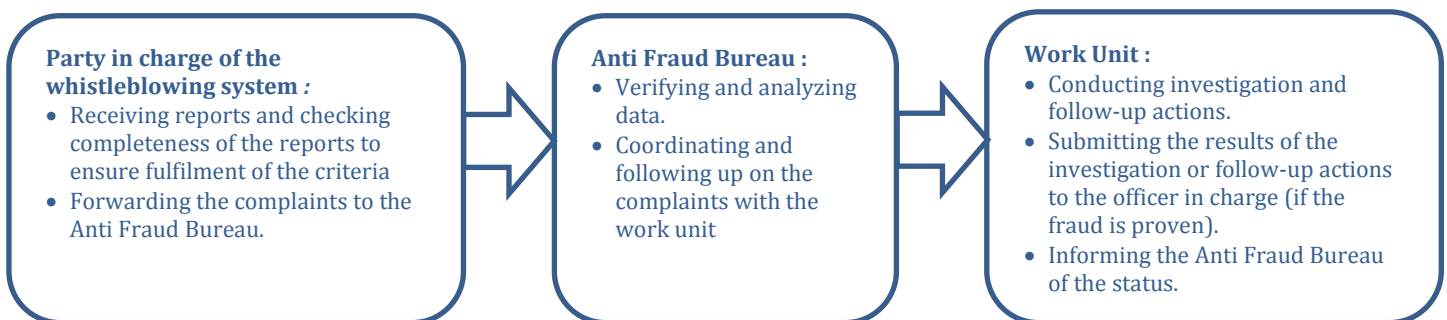 Party in charge of the
whistleblowing system :
• Receiving reports and checking
completeness of the reports to
ensure fulfilment of the criteria
• Forwarding the complaints to the
Anti Fraud Bureau.
Anti Fraud Bureau :
• Verifying and analyzing
data.
• Coordinating and
following up on the
complaints with the
work unit
Work Unit :
• Conducting investigation and
follow-up actions.
• Submitting the results of the
investigation or follow-up actions
to the officer in charge (if the
fraud is proven).
• Informing the Anti Fraud Bureau
of the status.